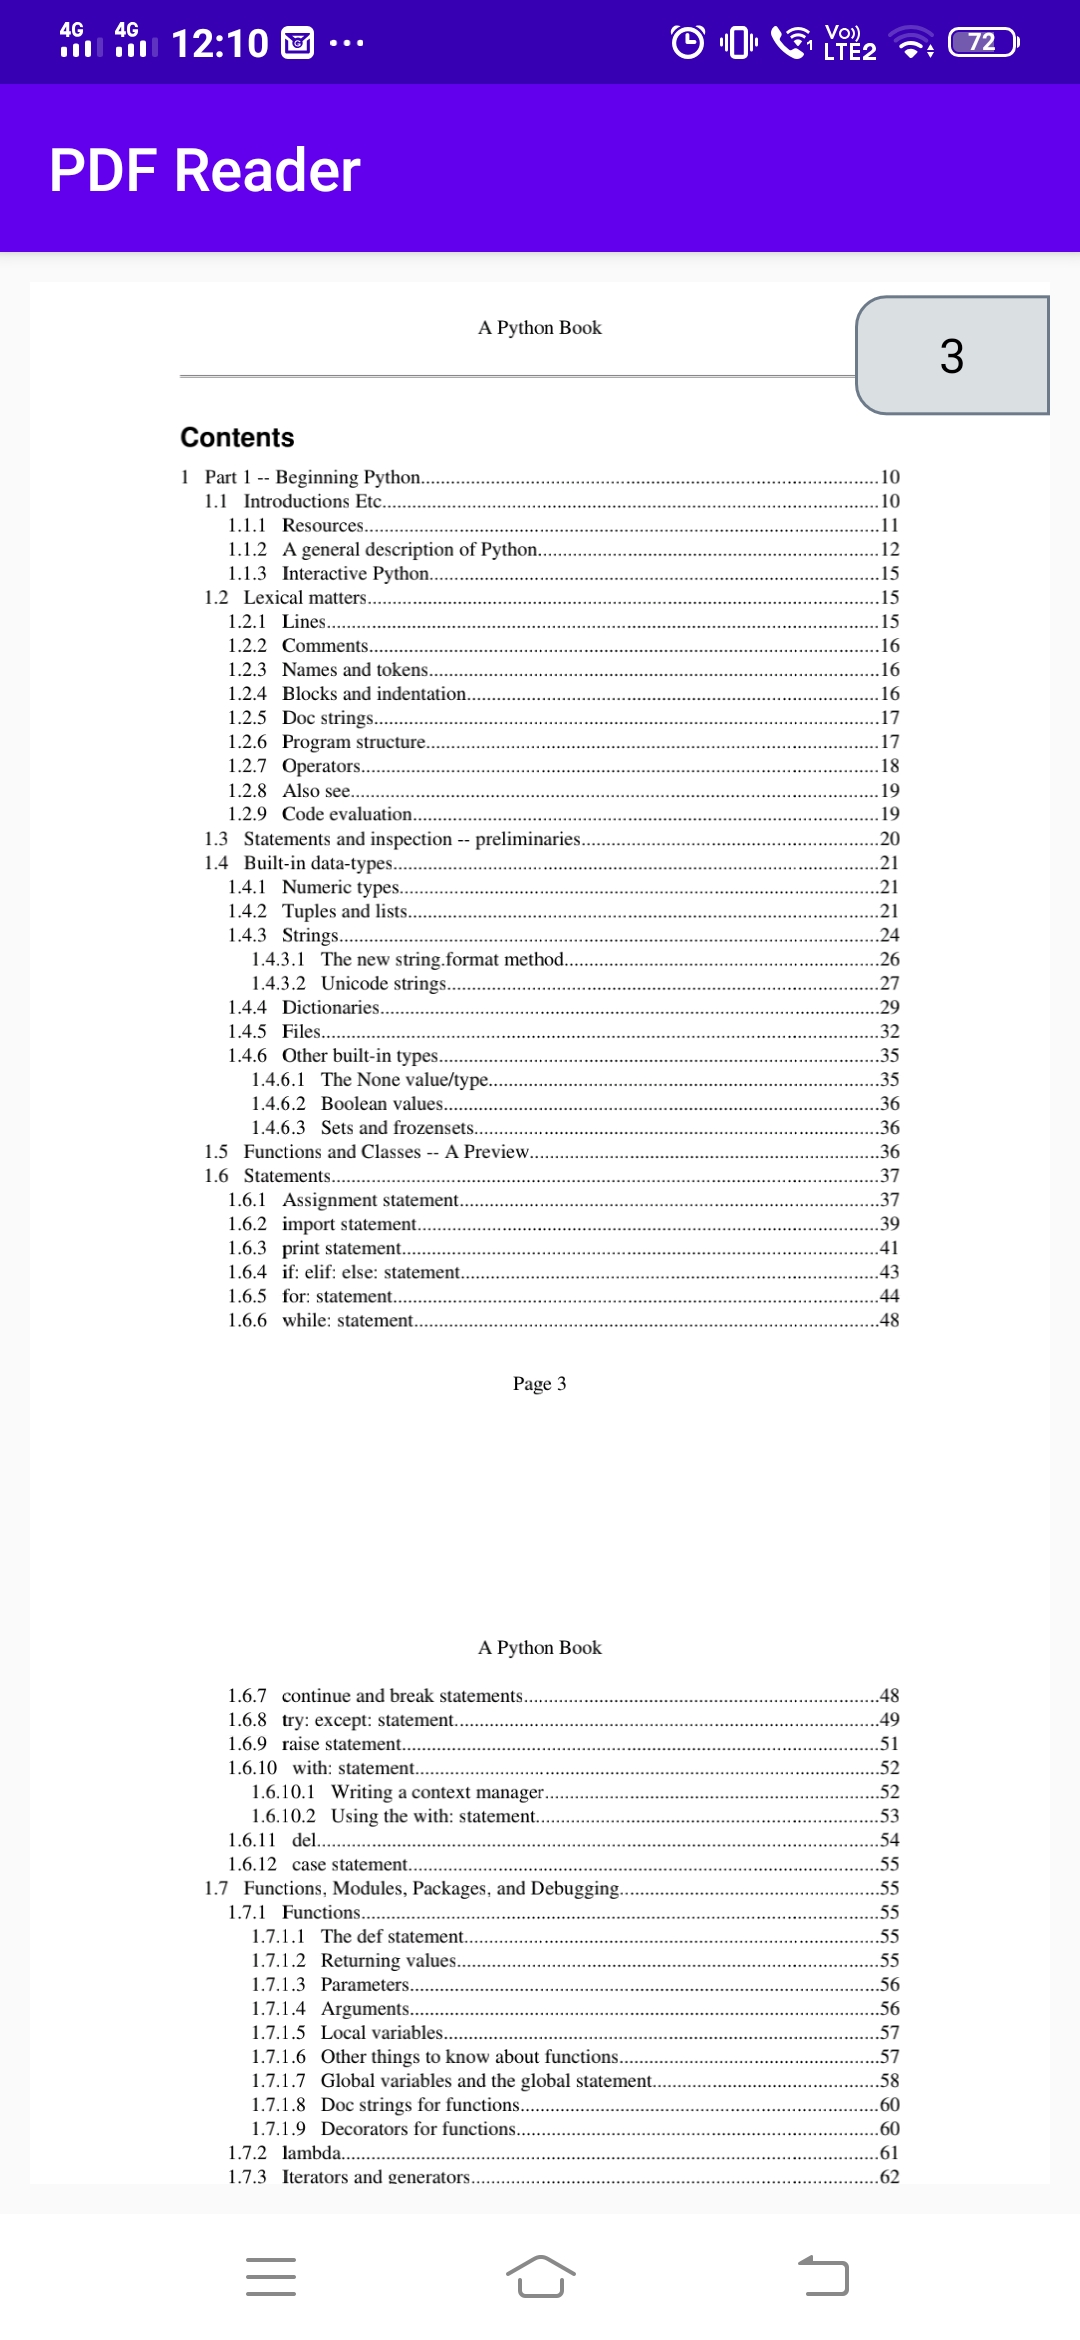 4G 4G 12:10 Vo)) LTE2 72
PDF Reader
A Python Book
3
Contents
1 Part 1 -- Beginning Python...10
1.1 Introductions Etc...10
1.1.1 Resources...11
1.1.2 A general description of Python...12
1.1.3 Interactive Python...15
1.2 Lexical matters...15
1.2.1 Lines...15
1.2.2 Comments...16
1.2.3 Names and tokens...16
1.2.4 Blocks and indentation...16
1.2.5 Doc strings...17
1.2.6 Program structure...17
1.2.7 Operators...18
1.2.8 Also see...19
1.2.9 Code evaluation...19
1.3 Statements and inspection -- preliminaries...20
1.4 Built-in data-types...21
1.4.1 Numeric types...21
1.4.2 Tuples and lists...21
1.4.3 Strings...24
1.4.3.1 The new string.format method...26
1.4.3.2 Unicode strings...27
1.4.4 Dictionaries...29
1.4.5 Files...32
1.4.6 Other built-in types...35
1.4.6.1 The None value/type...35
1.4.6.2 Boolean values...36
1.4.6.3 Sets and frozensets...36
1.5 Functions and Classes -- A Preview...36
1.6 Statements...37
1.6.1 Assignment statement...37
1.6.2 import statement...39
1.6.3 print statement...41
1.6.4 if: elif: else: statement...43
1.6.5 for: statement...44
1.6.6 while: statement...48
Page 3
A Python Book
1.6.7 continue and break statements...48
1.6.8 try: except: statement...49
1.6.9 raise statement...51
1.6.10 with: statement...52
1.6.10.1 Writing a context manager...52
1.6.10.2 Using the with: statement...53
1.6.11 del...54
1.6.12 case statement...55
1.7 Functions, Modules, Packages, and Debugging...55
1.7.1 Functions...55
1.7.1.1 The def statement...55
1.7.1.2 Returning values...55
1.7.1.3 Parameters...56
1.7.1.4 Arguments...56
1.7.1.5 Local variables...57
1.7.1.6 Other things to know about functions...57
1.7.1.7 Global variables and the global statement...58
1.7.1.8 Doc strings for functions...60
1.7.1.9 Decorators for functions...60
1.7.2 lambda...61
1.7.3 Iterators and generators...62